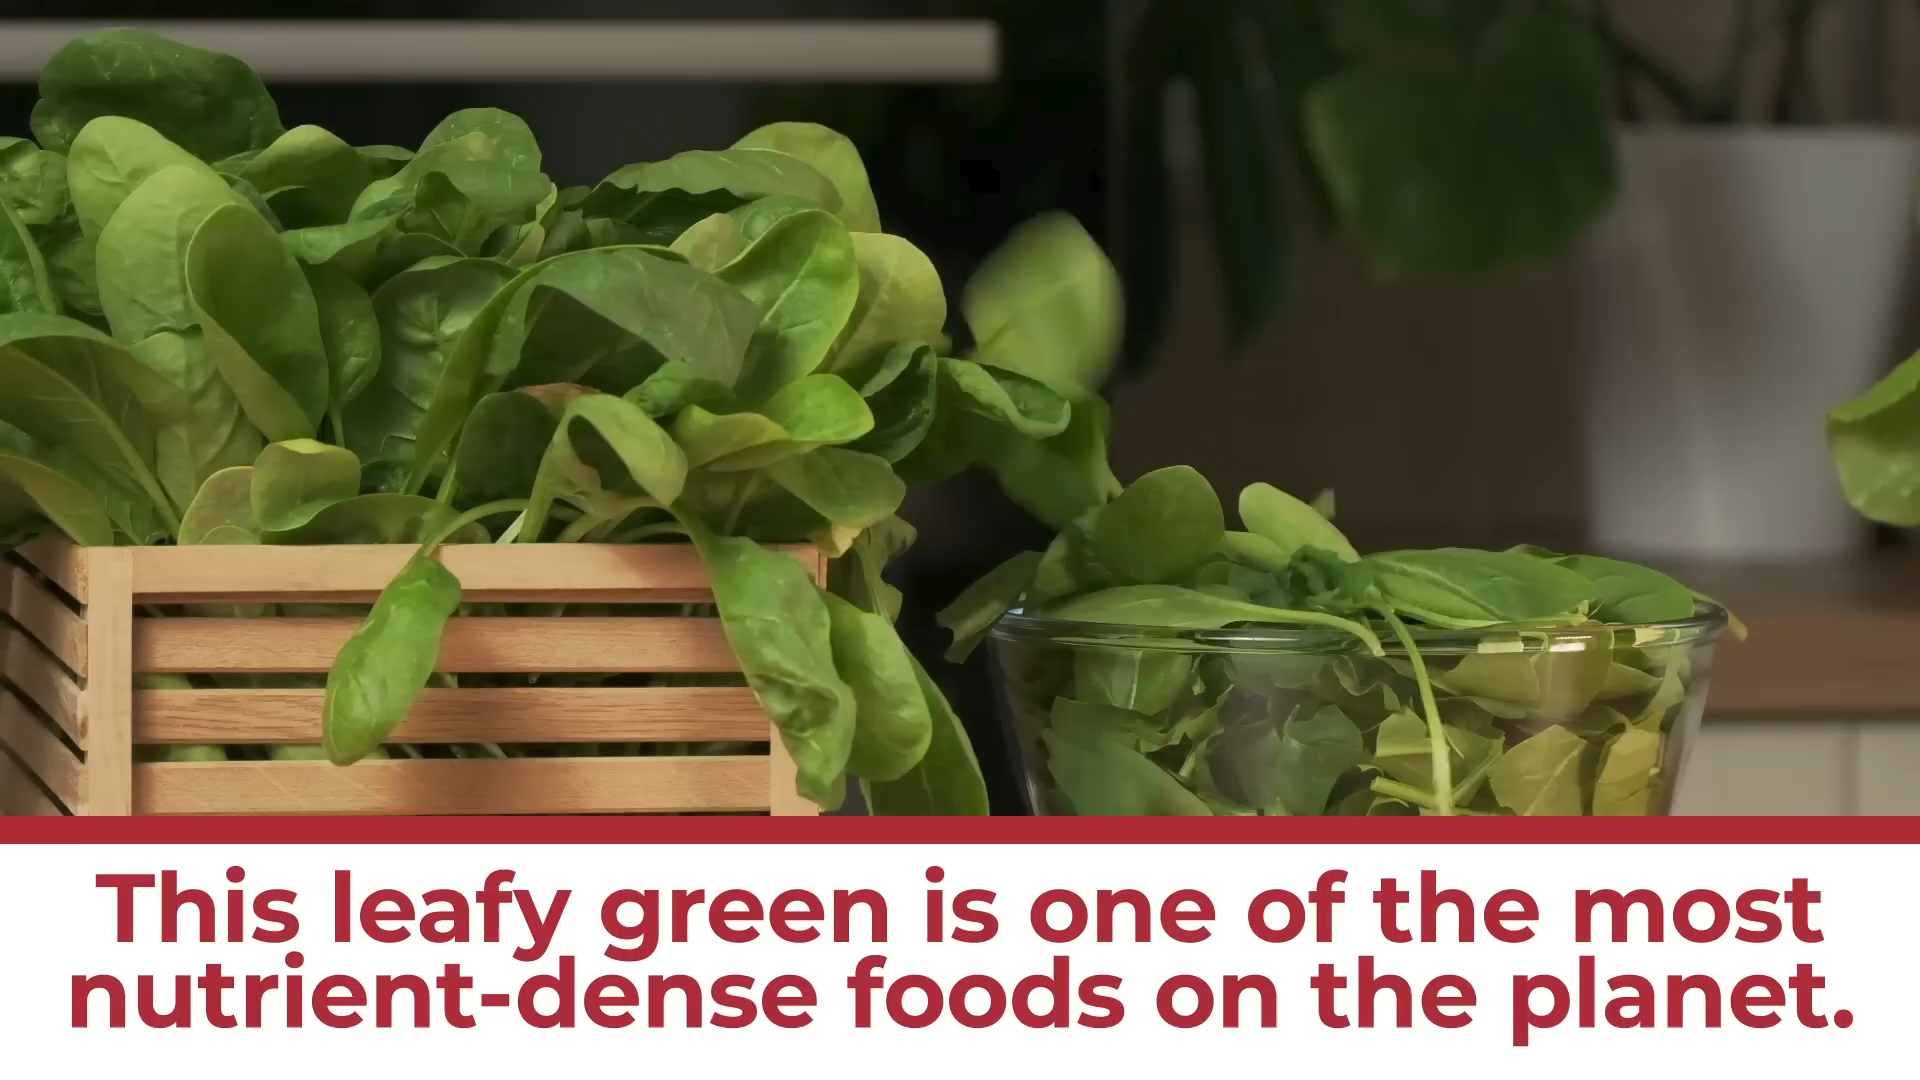 This leafy green is one of the most
nutrient-dense foods on the planet.